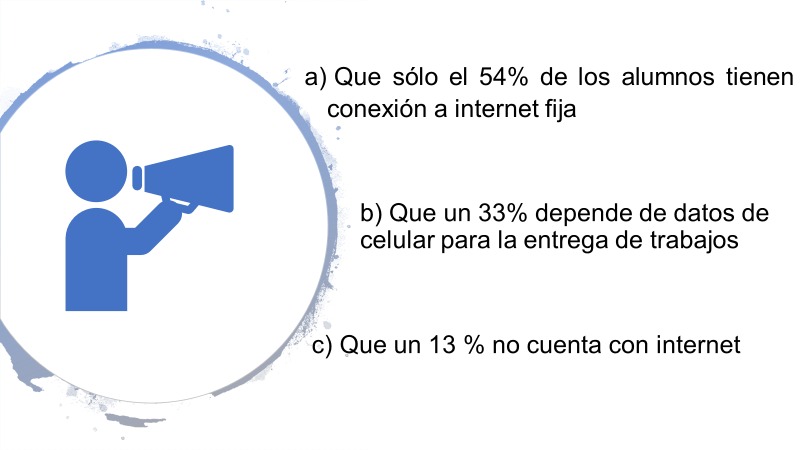 a) Que sólo el 54% de los alumnos tienen
conexión a internet fija
b) Que un 33% depende de datos de
celular para la entrega de trabajos
c) Que un 13 % no cuenta con internet